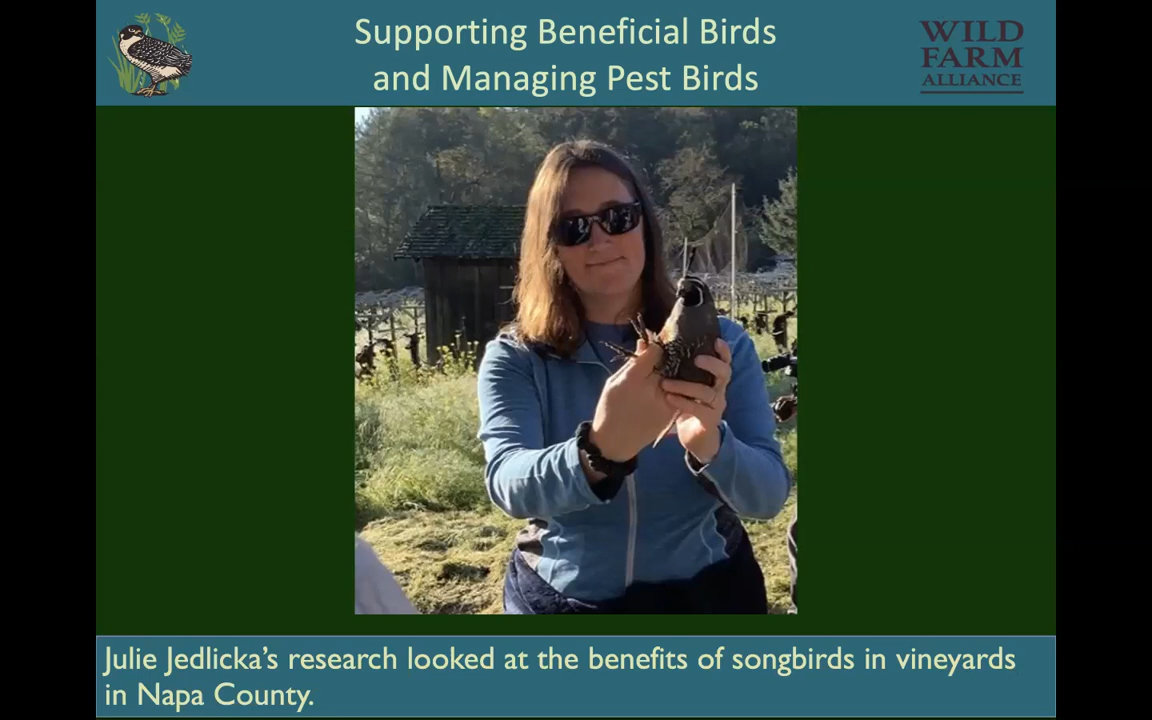 Supporting Beneficial Birds
and Managing Pest Birds
WILD
FARM
ALLIANCE
Julie Jedlicka’s research looked at the benefits of songbirds in vineyards
in Napa County.